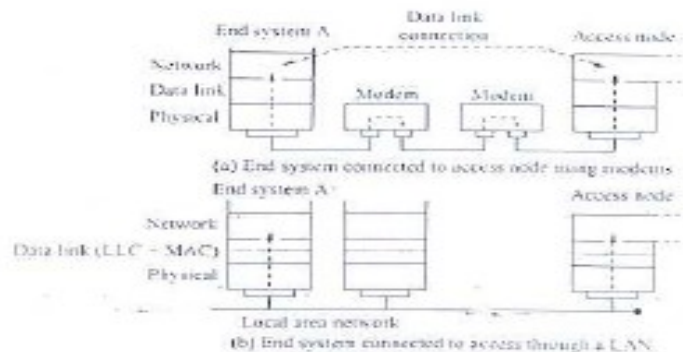 Data link
End system A connection Access node
Network
Data link
Physical
Modem Modem
(a) End system connected to access node using modems
End system A Access node
Network
Data link (LLC + MAC)
Physical
Local area network
(b) End system connected to access through a LAN.